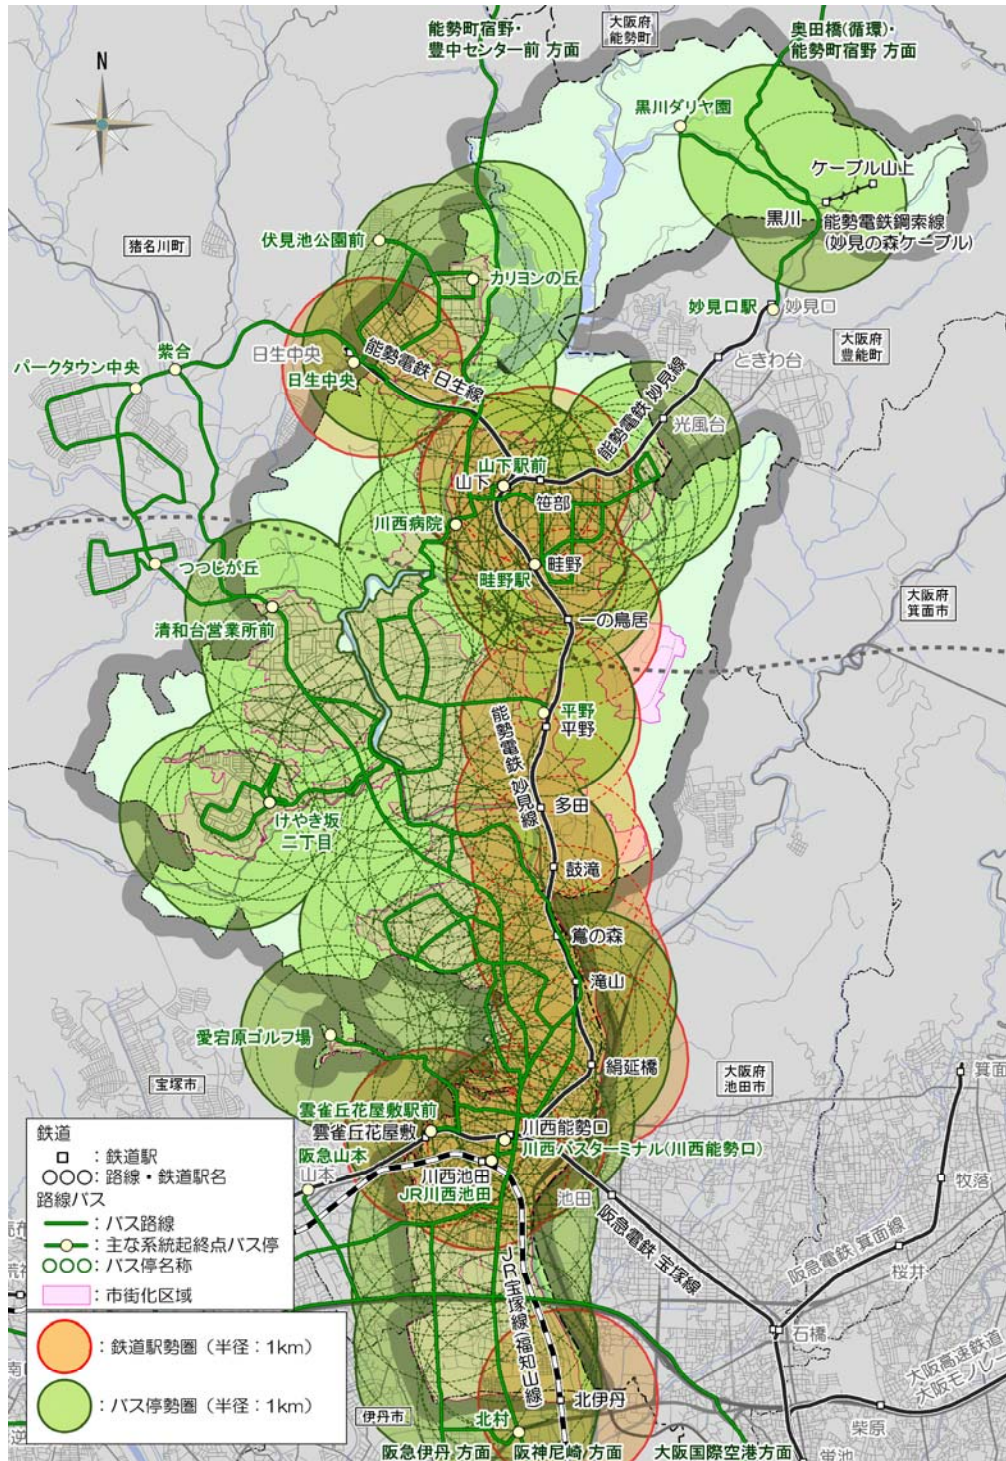 能勢町宿野・
豊中センター前 方面
大阪府
能勢町
奥田橋(循環)・
能勢町宿野 方面
N
黒川ダリヤ園
ケーブル山上
黒川
能勢電鉄鋼索線
(妙見の森ケーブル)
猪名川町
伏見池公園前
カリヨンの丘
妙見口駅
妙見口
大阪府
豊能町
ときわ台
日生中央
日生中央
能勢電鉄 日生線
紫合
パークタウン中央
能勢電鉄 妙見線
光風台
山下駅前
山下
笹部
川西病院
つつじが丘
畦野
畦野駅
大阪府
箕面市
清和台営業所前
一の鳥居
平野
平野
能勢電鉄 妙見線
多田
けやき坂
二丁目
鼓滝
鶯の森
滝山
愛宕原ゴルフ場
絹延橋
宝塚市
大阪府
池田市
箕面
雲雀丘花屋敷駅前
雲雀丘花屋敷
川西能勢口
川西バスターミナル(川西能勢口)
阪急山本
山本
川西池田
JR川西池田
池田
牧落
阪急電鉄 宝塚線
阪急電鉄 箕面線
桜井
JR宝塚線(福知山線)
石橋
大阪高速鉄道
大阪モノレー
柴原
蛍池
北伊丹
伊丹市
北村
阪急伊丹 方面
阪神尼崎 方面
大阪国際空港方面
鉄道
:鉄道駅
〇〇〇:路線・鉄道駅名
路線バス
:バス路線
:主な系統起終点バス停
〇〇〇:バス停名称
:市街化区域
:鉄道駅勢圏(半径:1km)
:バス停勢圏(半径:1km)